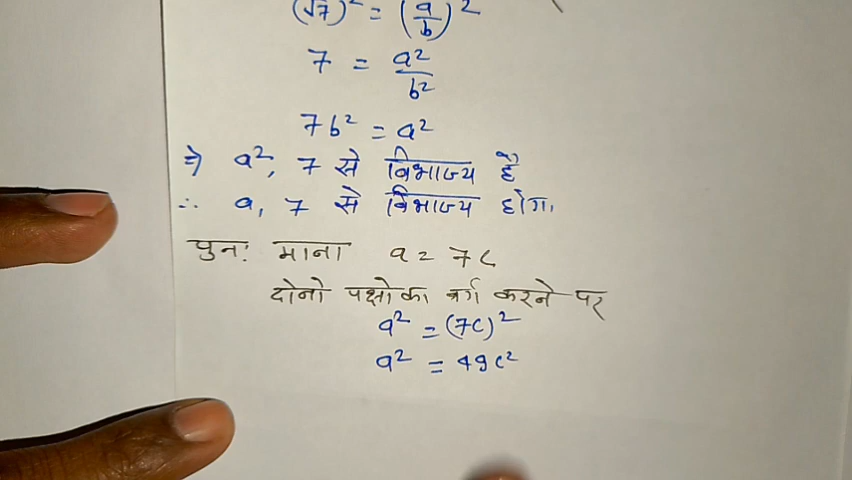 (√7)² = (a/b)²
7 = a²/b²
7b² = a²
⇒ a², 7 से विभाज्य है
∴ a, 7 से विभाज्य होगा
पुनः माना a = 7c
दोनो पक्षो का वर्ग करने पर
a² = (7c)²
a² = 49c²